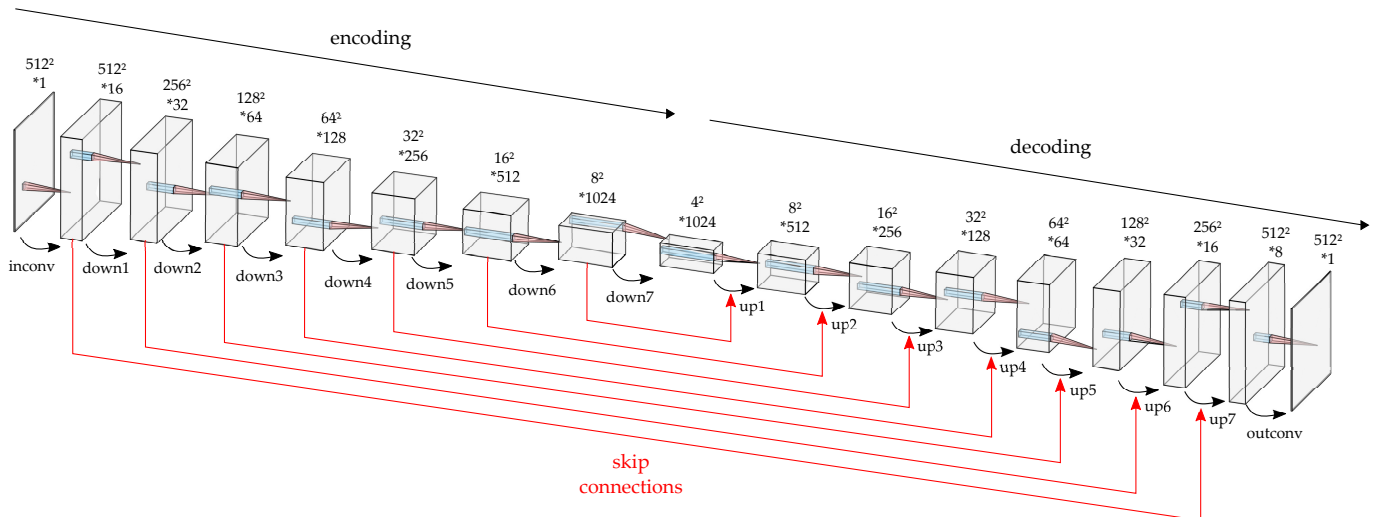 encoding
decoding
512²
*1
512²
*16
256²
*32
128²
*64
64²
*128
32²
*256
16²
*512
8²
*1024
4²
*1024
8²
*512
16²
*256
32²
*128
64²
*64
128²
*32
256²
*16
512²
*8
512²
*1
inconv
down1
down2
down3
down4
down5
down6
down7
up1
up2
up3
up4
up5
up6
up7
outconv
skip
connections